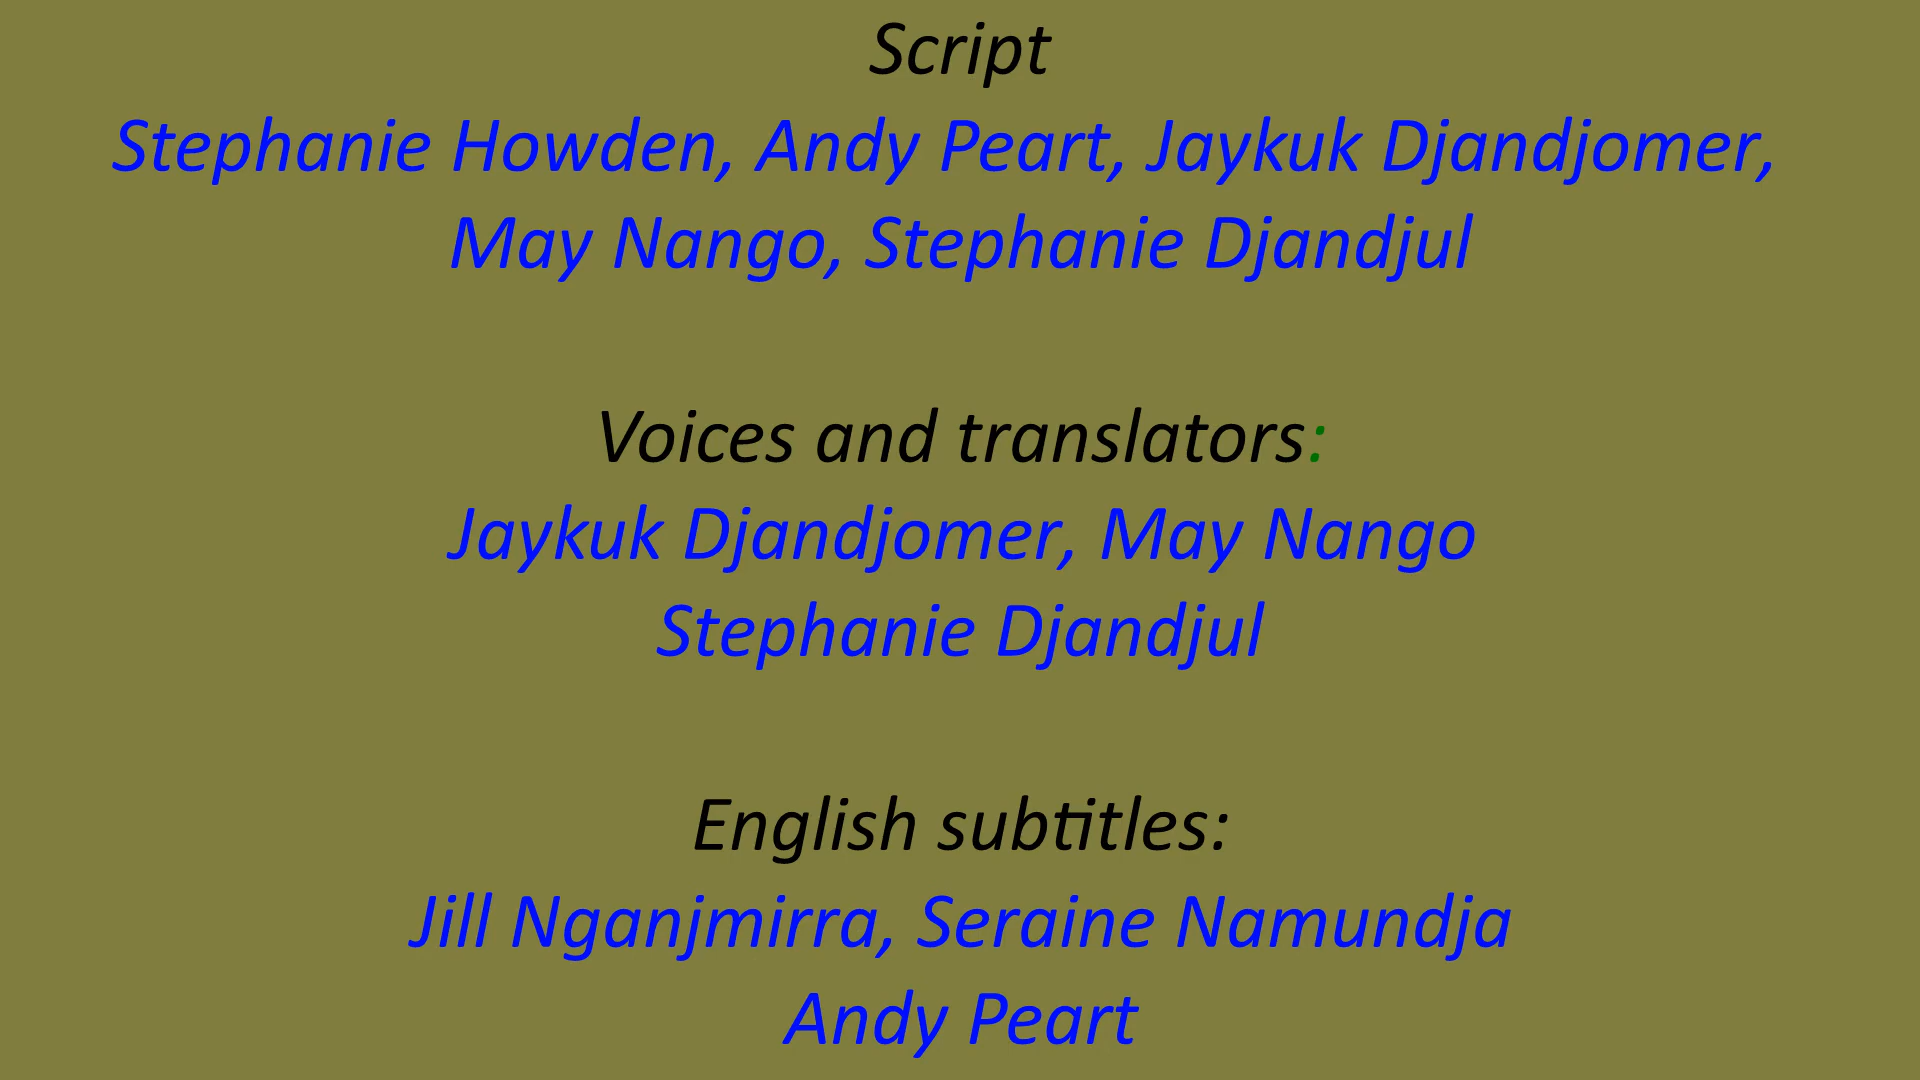 Script
Stephanie Howden, Andy Peart, Jaykuk Djandjomer,
May Nango, Stephanie Djandjul
Voices and translators:
Jaykuk Djandjomer, May Nango
Stephanie Djandjul
English subtitles:
Jill Nganjmirra, Seraine Namundja
Andy Peart